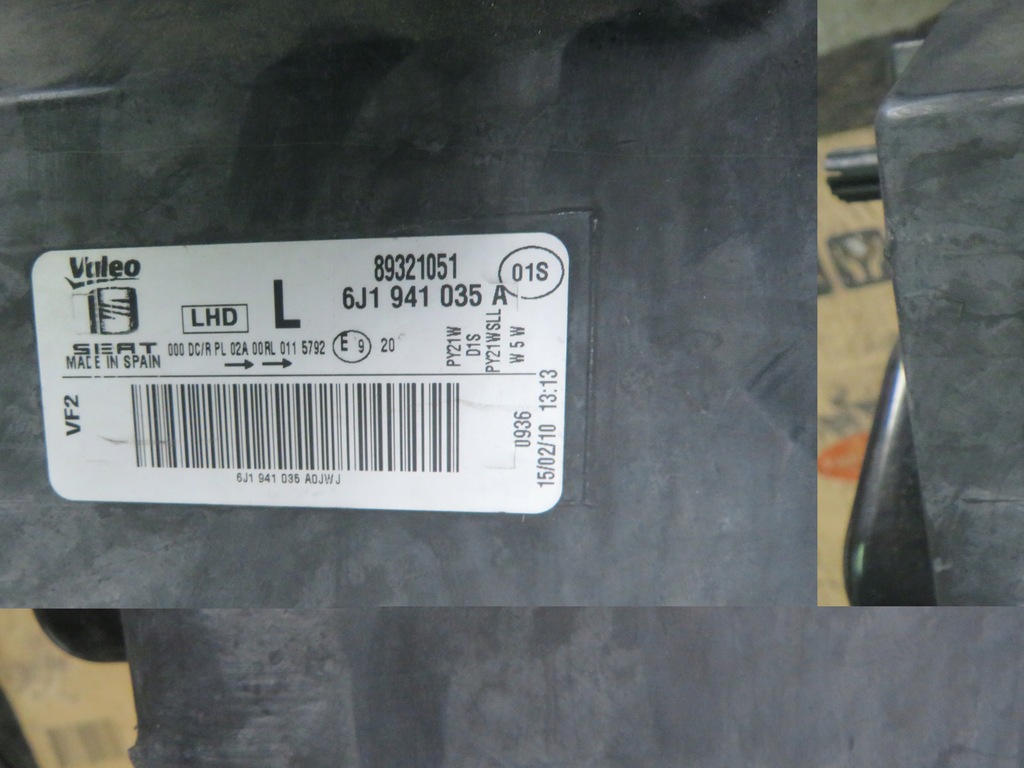 Valeo
89321051
01S
6J1 941 035 A
LHD
L
SEAT
000 DC/R PL 02A 00RL 011 5792
E 9 20
MADE IN SPAIN
PY21W
D1S
PY21WSLL
W 5 W
VF2
0936
15/02/10 13:13
6J1 941 035 A0JWJ